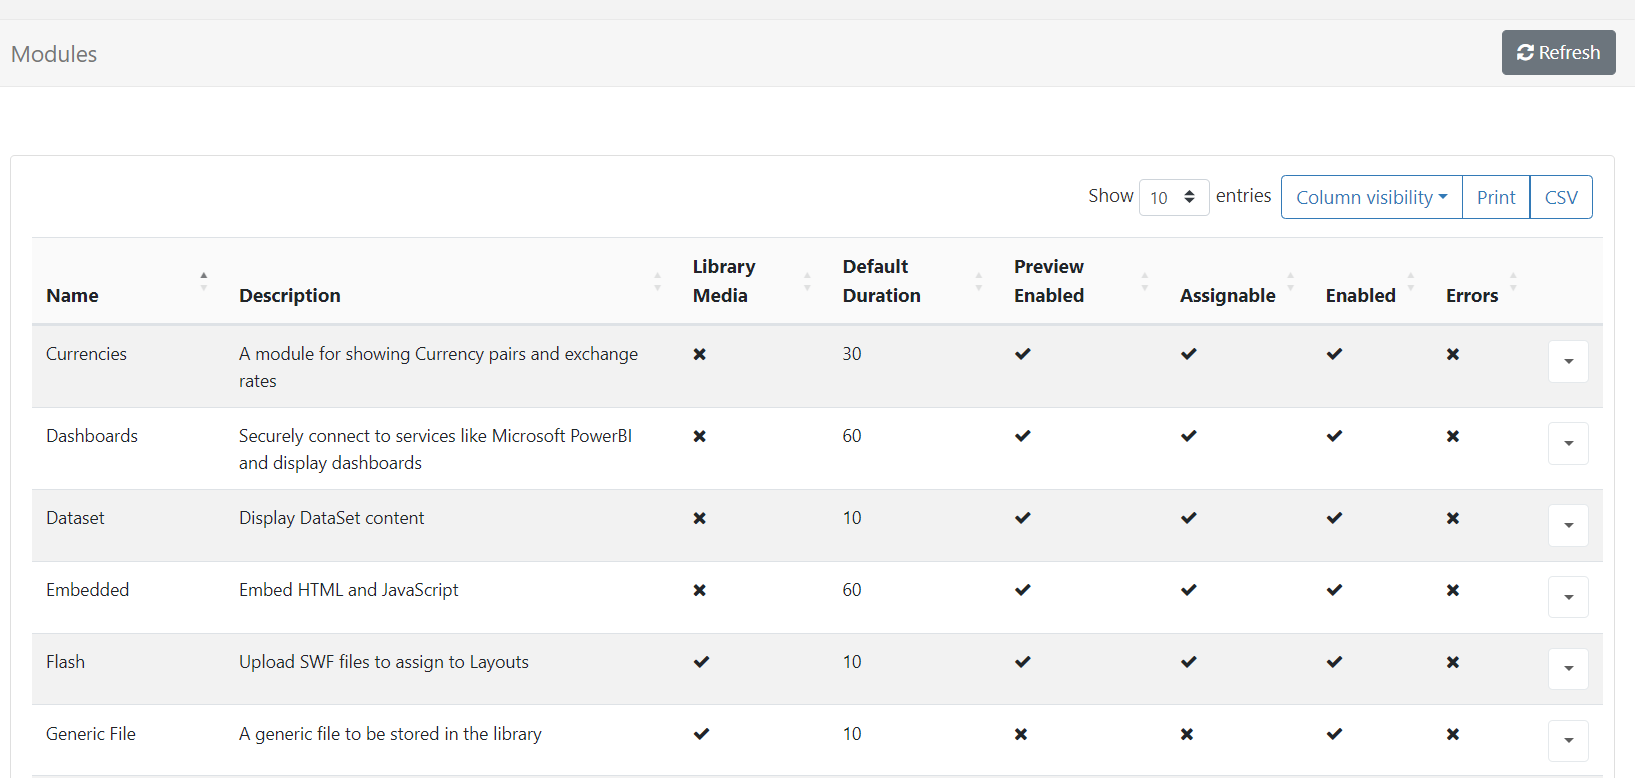 Modules
Refresh
Show 10 entries Column visibility Print CSV
Library Default Preview
Name Description Media Duration Enabled Assignable Enabled Errors
Currencies A module for showing Currency pairs and exchange 30
rates
Dashboards Securely connect to services like Microsoft PowerBI 60
and display dashboards
Dataset Display DataSet content 10
Embedded Embed HTML and JavaScript 60
Flash Upload SWF files to assign to Layouts 10
Generic File A generic file to be stored in the library 10